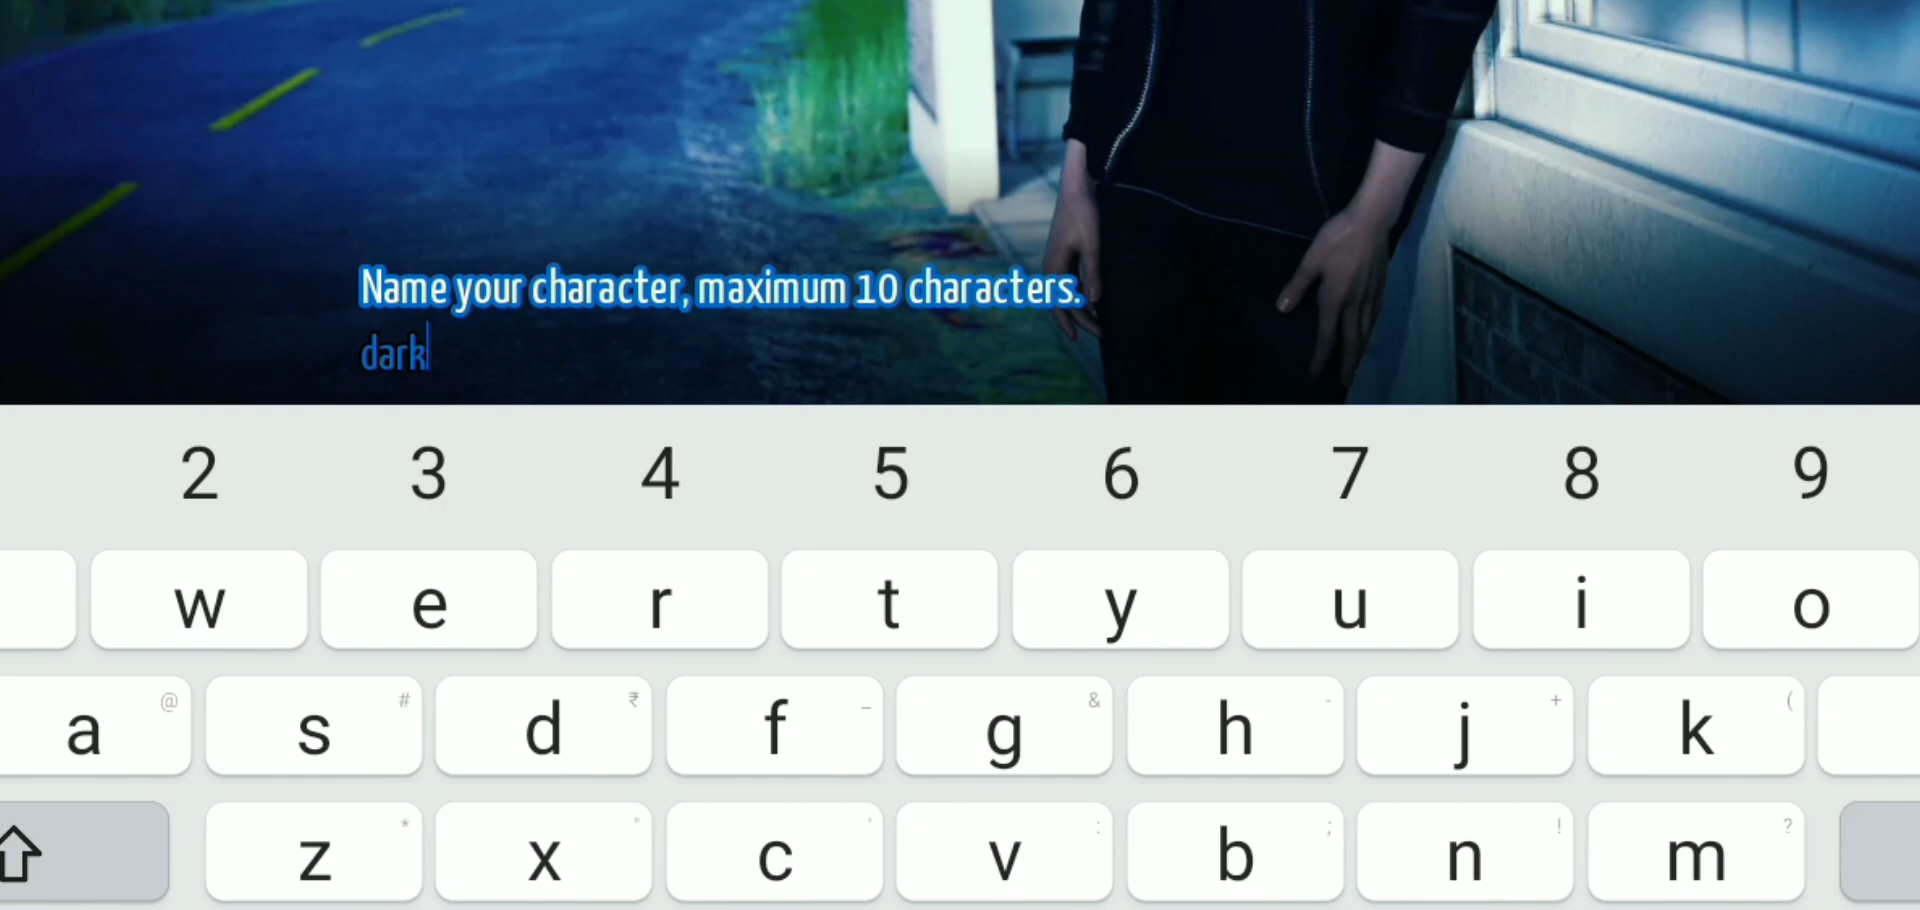 Name your character, maximum 10 characters.
dark
2 3 4 5 6 7 8 9
w e r t y u i o
@ # ₹ _ & - + (
a s d f g h j k
* " ' : ; ! ?
z x c v b n m